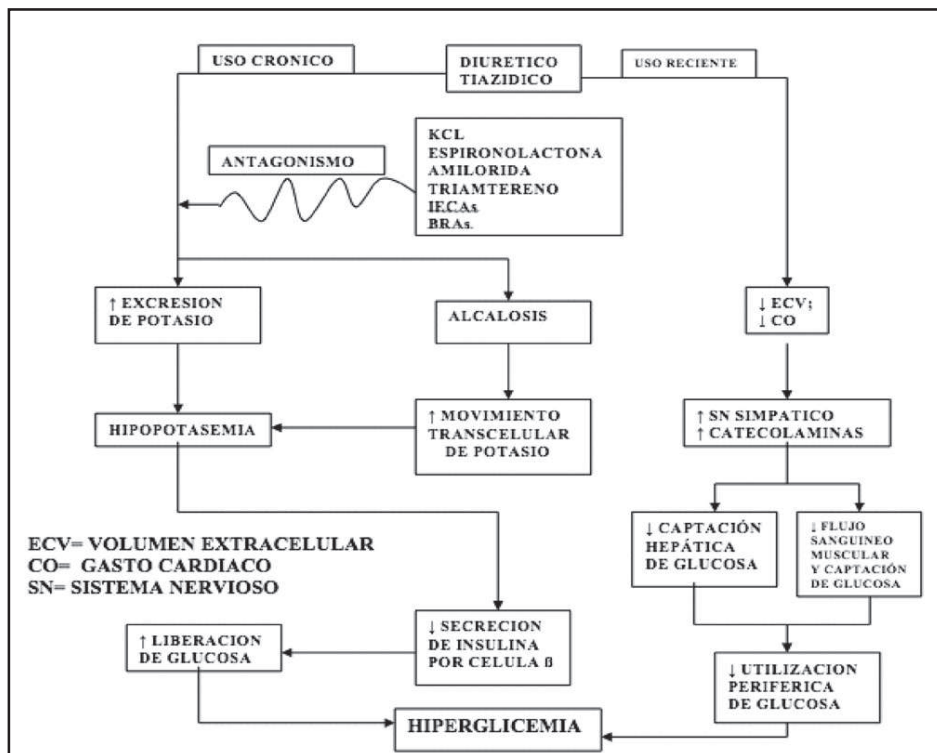 USO CRONICO
DIURETICO
TIAZIDICO
USO RECIENTE
ANTAGONISMO
KCL
ESPIRONOLACTONA
AMILORIDA
TRIAMTERENO
IECAs.
BRAs.
↑ EXCRESION
DE POTASIO
ALCALOSIS
↓ ECV;
↓ CO
HIPOPOTASEMIA
↑ MOVIMIENTO
TRANSCELULAR
DE POTASIO
↑ SN SIMPATICO
↑ CATECOLAMINAS
↓ CAPTACIÓN
HEPÁTICA
DE GLUCOSA
↓ FLUJO
SANGUINEO
MUSCULAR
Y CAPTACIÓN
DE GLUCOSA
ECV= VOLUMEN EXTRACELULAR
CO= GASTO CARDIACO
SN= SISTEMA NERVIOSO
↑ LIBERACION
DE GLUCOSA
↓ SECRECION
DE INSULINA
POR CELULA ß
↓ UTILIZACION
PERIFERICA
DE GLUCOSA
HIPERGLICEMIA